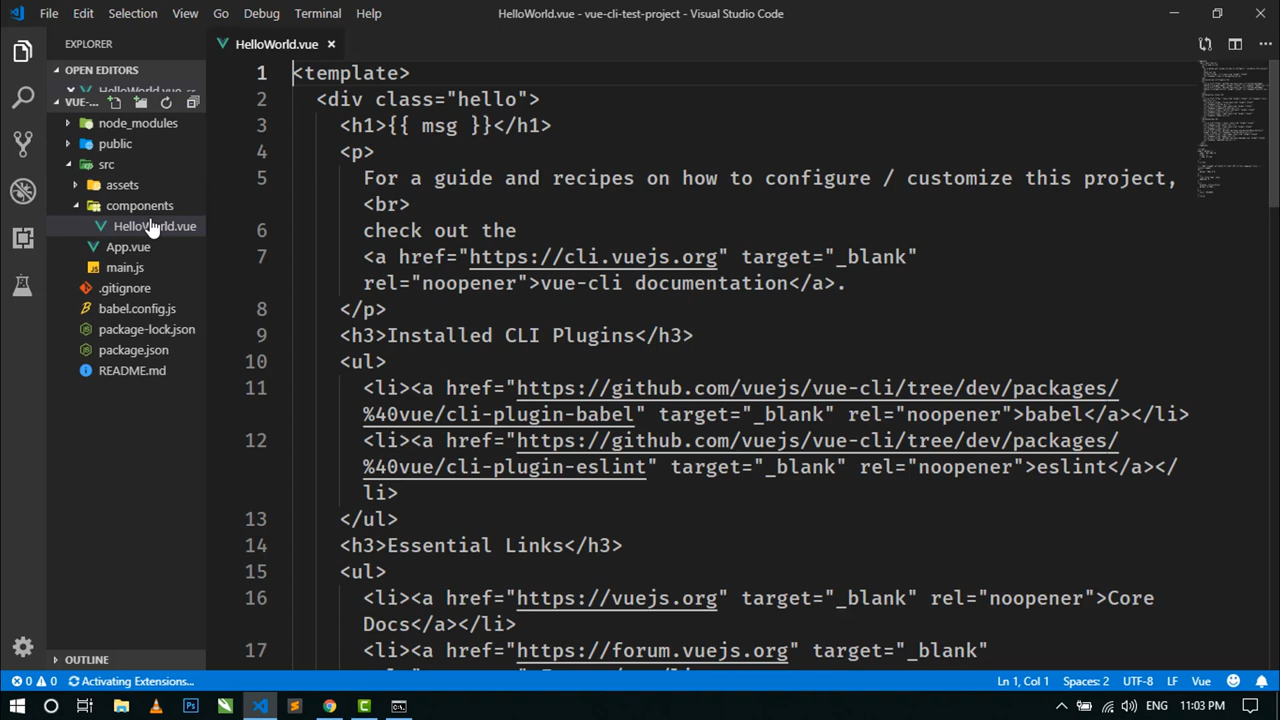 File Edit Selection View Go Debug Terminal Help
HelloWorld.vue - vue-cli-test-project - Visual Studio Code
EXPLORER
OPEN EDITORS
VUE-...
node_modules
public
src
assets
components
HelloWorld.vue
App.vue
main.js
.gitignore
babel.config.js
package-lock.json
package.json
README.md
OUTLINE
HelloWorld.vue
1 <template>
2 <div class="hello">
3 <h1>{{ msg }}</h1>
4 <p>
5 For a guide and recipes on how to configure / customize this project,
<br>
6 check out the
7 <a href="https://cli.vuejs.org" target="_blank"
rel="noopener">vue-cli documentation</a>.
8 </p>
9 <h3>Installed CLI Plugins</h3>
10 <ul>
11 <li><a href="https://github.com/vuejs/vue-cli/tree/dev/packages/
%40vue/cli-plugin-babel" target="_blank" rel="noopener">babel</a></li>
12 <li><a href="https://github.com/vuejs/vue-cli/tree/dev/packages/
%40vue/cli-plugin-eslint" target="_blank" rel="noopener">eslint</a></
li>
13 </ul>
14 <h3>Essential Links</h3>
15 <ul>
16 <li><a href="https://vuejs.org" target="_blank" rel="noopener">Core
Docs</a></li>
17 <li><a href="https://forum.vuejs.org" target="_blank"
0 0 Activating Extensions... Ln 1, Col 1 Spaces: 2 UTF-8 LF Vue
ENG 11:03 PM